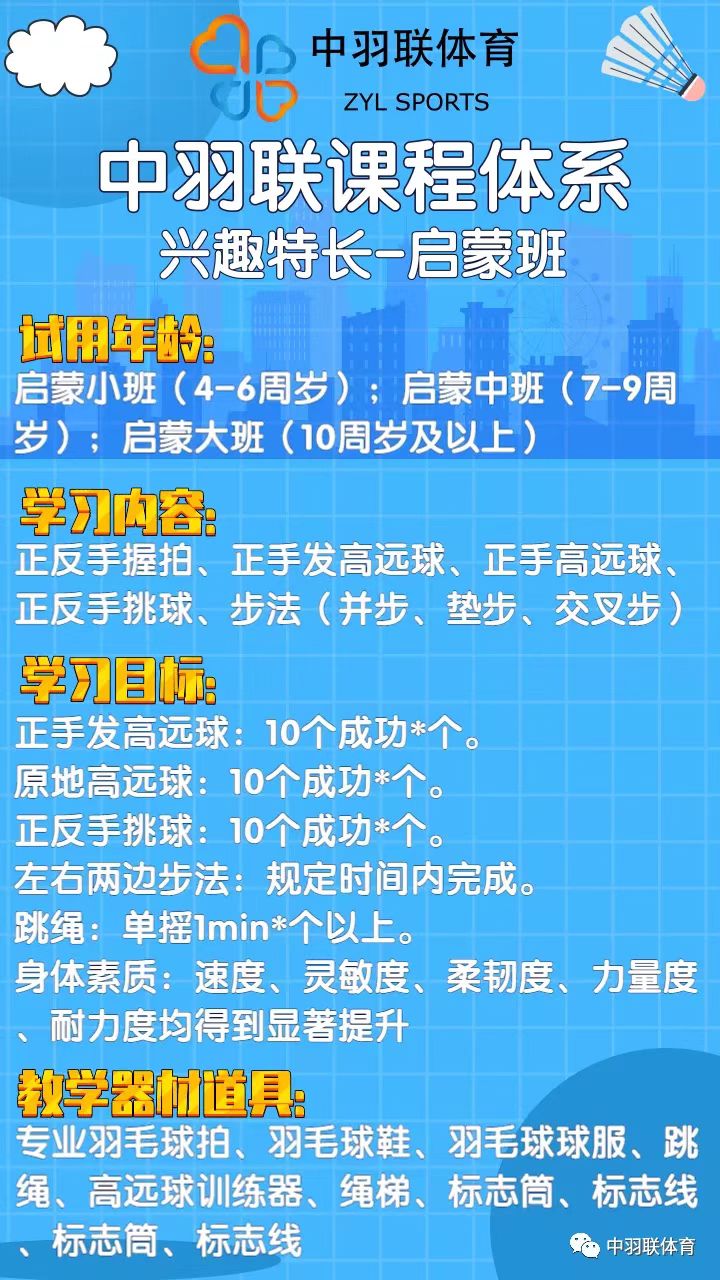 中羽联体育
ZYL SPORTS
中羽联课程体系
兴趣特长-启蒙班
试用年龄:
启蒙小班（4-6周岁）；启蒙中班（7-9周
岁）；启蒙大班（10周岁及以上）
学习内容:
正反手握拍、正手发高远球、正手高远球、
正反手挑球、步法（并步、垫步、交叉步）
学习目标:
正手发高远球：10个成功*个。
原地高远球：10个成功*个。
正反手挑球：10个成功*个。
左右两边步法：规定时间内完成。
跳绳：单摇1min*个以上。
身体素质：速度、灵敏度、柔韧度、力量度
、耐力度均得到显著提升
教学器材道具:
专业羽毛球拍、羽毛球鞋、羽毛球球服、跳
绳、高远球训练器、绳梯、标志筒、标志线
、标志筒、标志线
中羽联体育